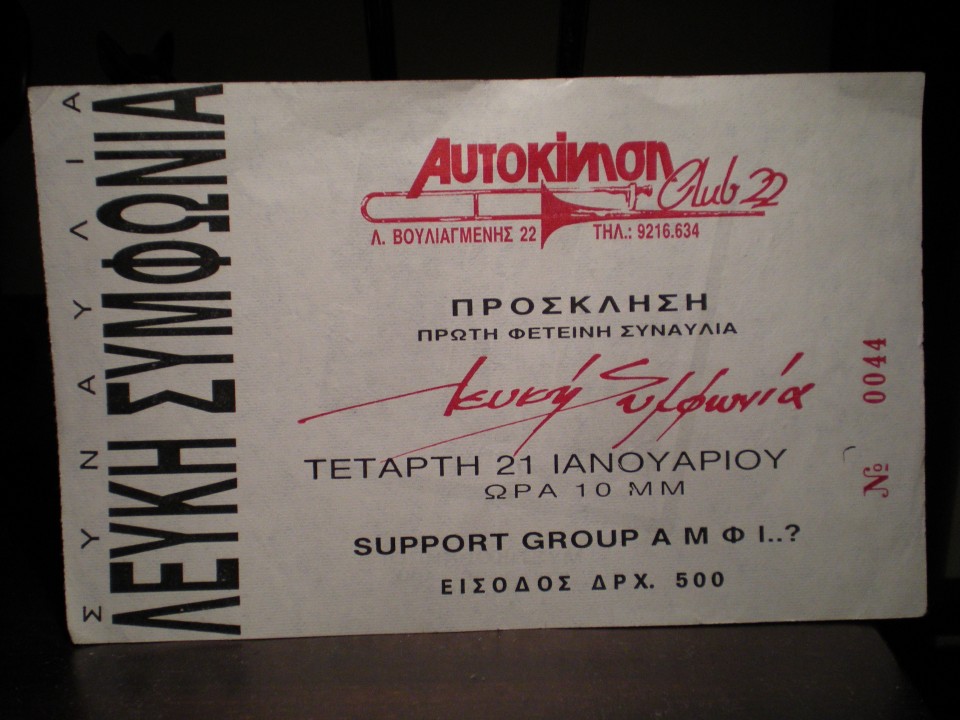 ΣΥΝΑΥΛΙΑ
ΛΕΥΚΗ ΣΥΜΦΩΝΙΑ
Αυτοκίνηση
Club 22
Λ. ΒΟΥΛΙΑΓΜΕΝΗΣ 22 ΤΗΛ.: 9216.634
ΠΡΟΣΚΛΗΣΗ
ΠΡΩΤΗ ΦΕΤΕΙΝΗ ΣΥΝΑΥΛΙΑ
Λευκή Συμφωνία
ΤΕΤΑΡΤΗ 21 ΙΑΝΟΥΑΡΙΟΥ
ΩΡΑ 10 ΜΜ
SUPPORT GROUP Α Μ Φ Ι..?
ΕΙΣΟΔΟΣ ΔΡΧ. 500
№ 0044